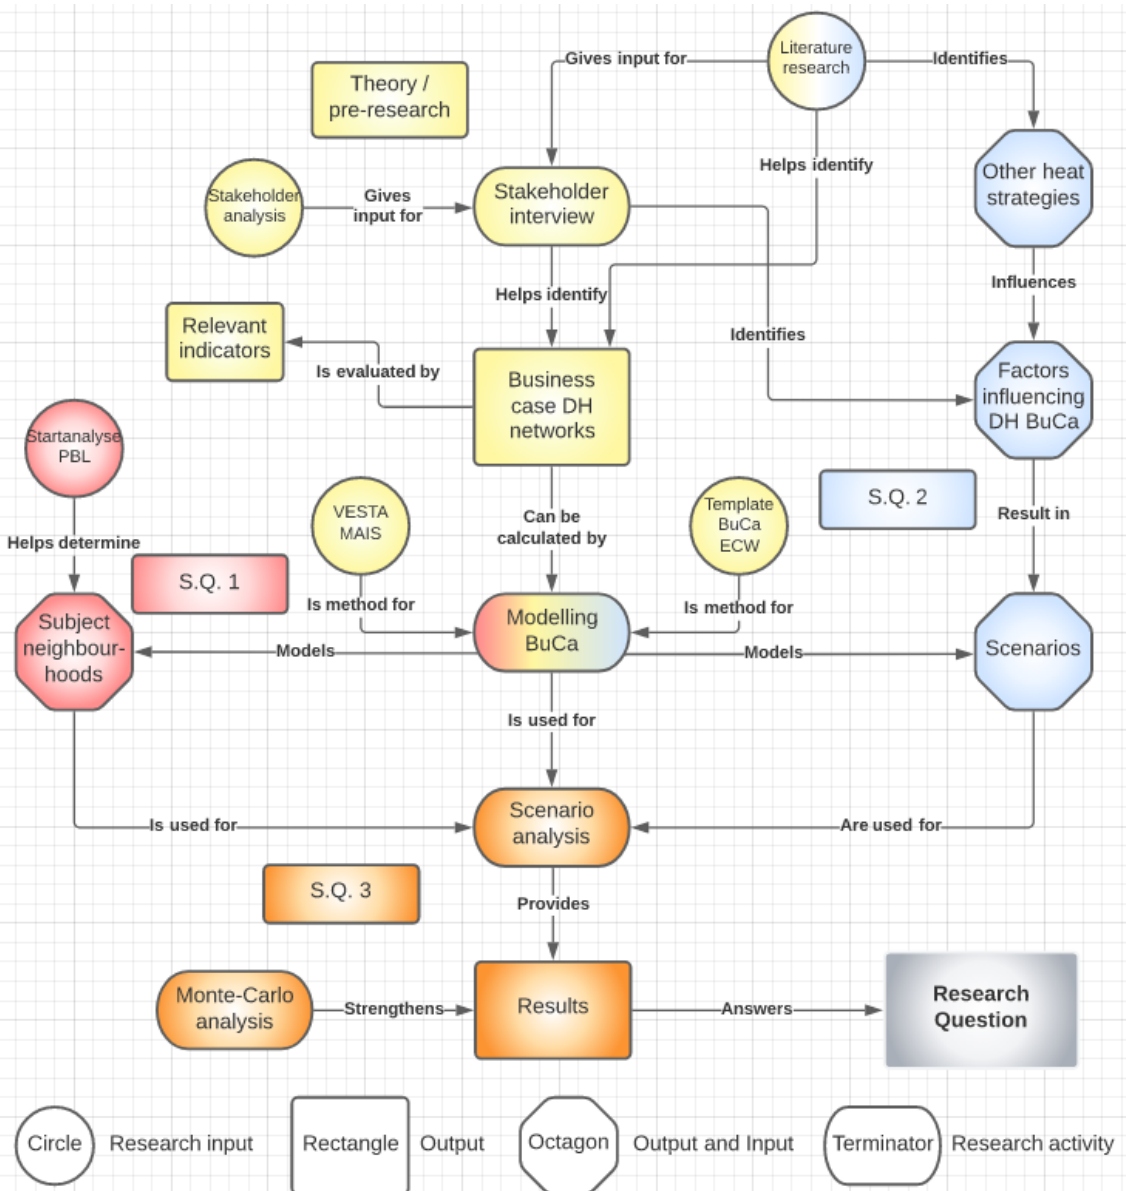 Literature
research
Gives input for
Identifies
Theory /
pre-research
Helps identify
Stakeholder
analysis
Gives
input for
Stakeholder
interview
Other heat
strategies
Influences
Helps identify
Relevant
indicators
Identifies
Is evaluated by
Business
case DH
networks
Factors
influencing
DH BuCa
Startanalyse
PBL
S.Q. 2
VESTA
MAIS
Can be
calculated by
Template
BuCa
ECW
Result in
Helps determine
S.Q. 1
Is method for
Is method for
Subject
neighbour-
hoods
Models
Modelling
BuCa
Models
Scenarios
Is used for
Is used for
Scenario
analysis
Are used for
S.Q. 3
Provides
Monte-Carlo
analysis
Strengthens
Results
Answers
Research
Question
Circle
Research input
Rectangle
Output
Octagon
Output and Input
Terminator
Research activity